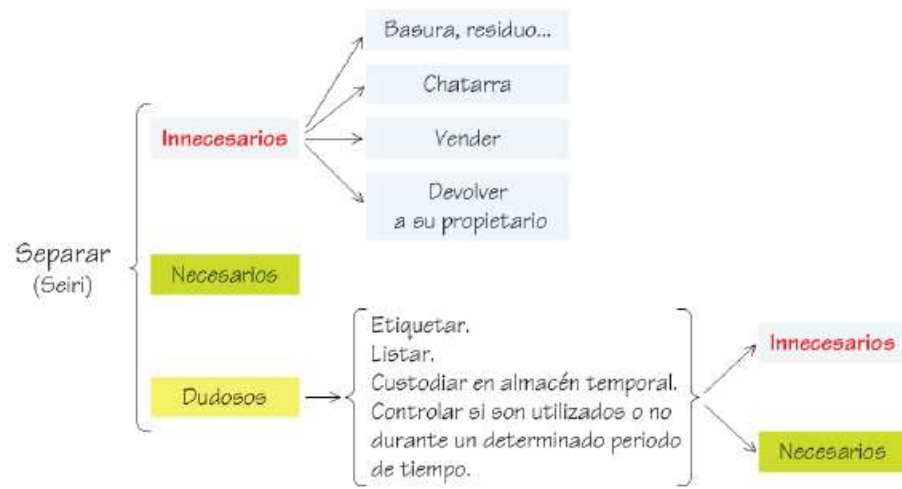 Separar
(Seiri)
Innecesarios
Basura, residuo...
Chatarra
Vender
Devolver
a su propietario
Necesarios
Dudosos
Etiquetar.
Listar.
Custodiar en almacén temporal.
Controlar si son utilizados o no
durante un determinado periodo
de tiempo.
Innecesarios
Necesarios